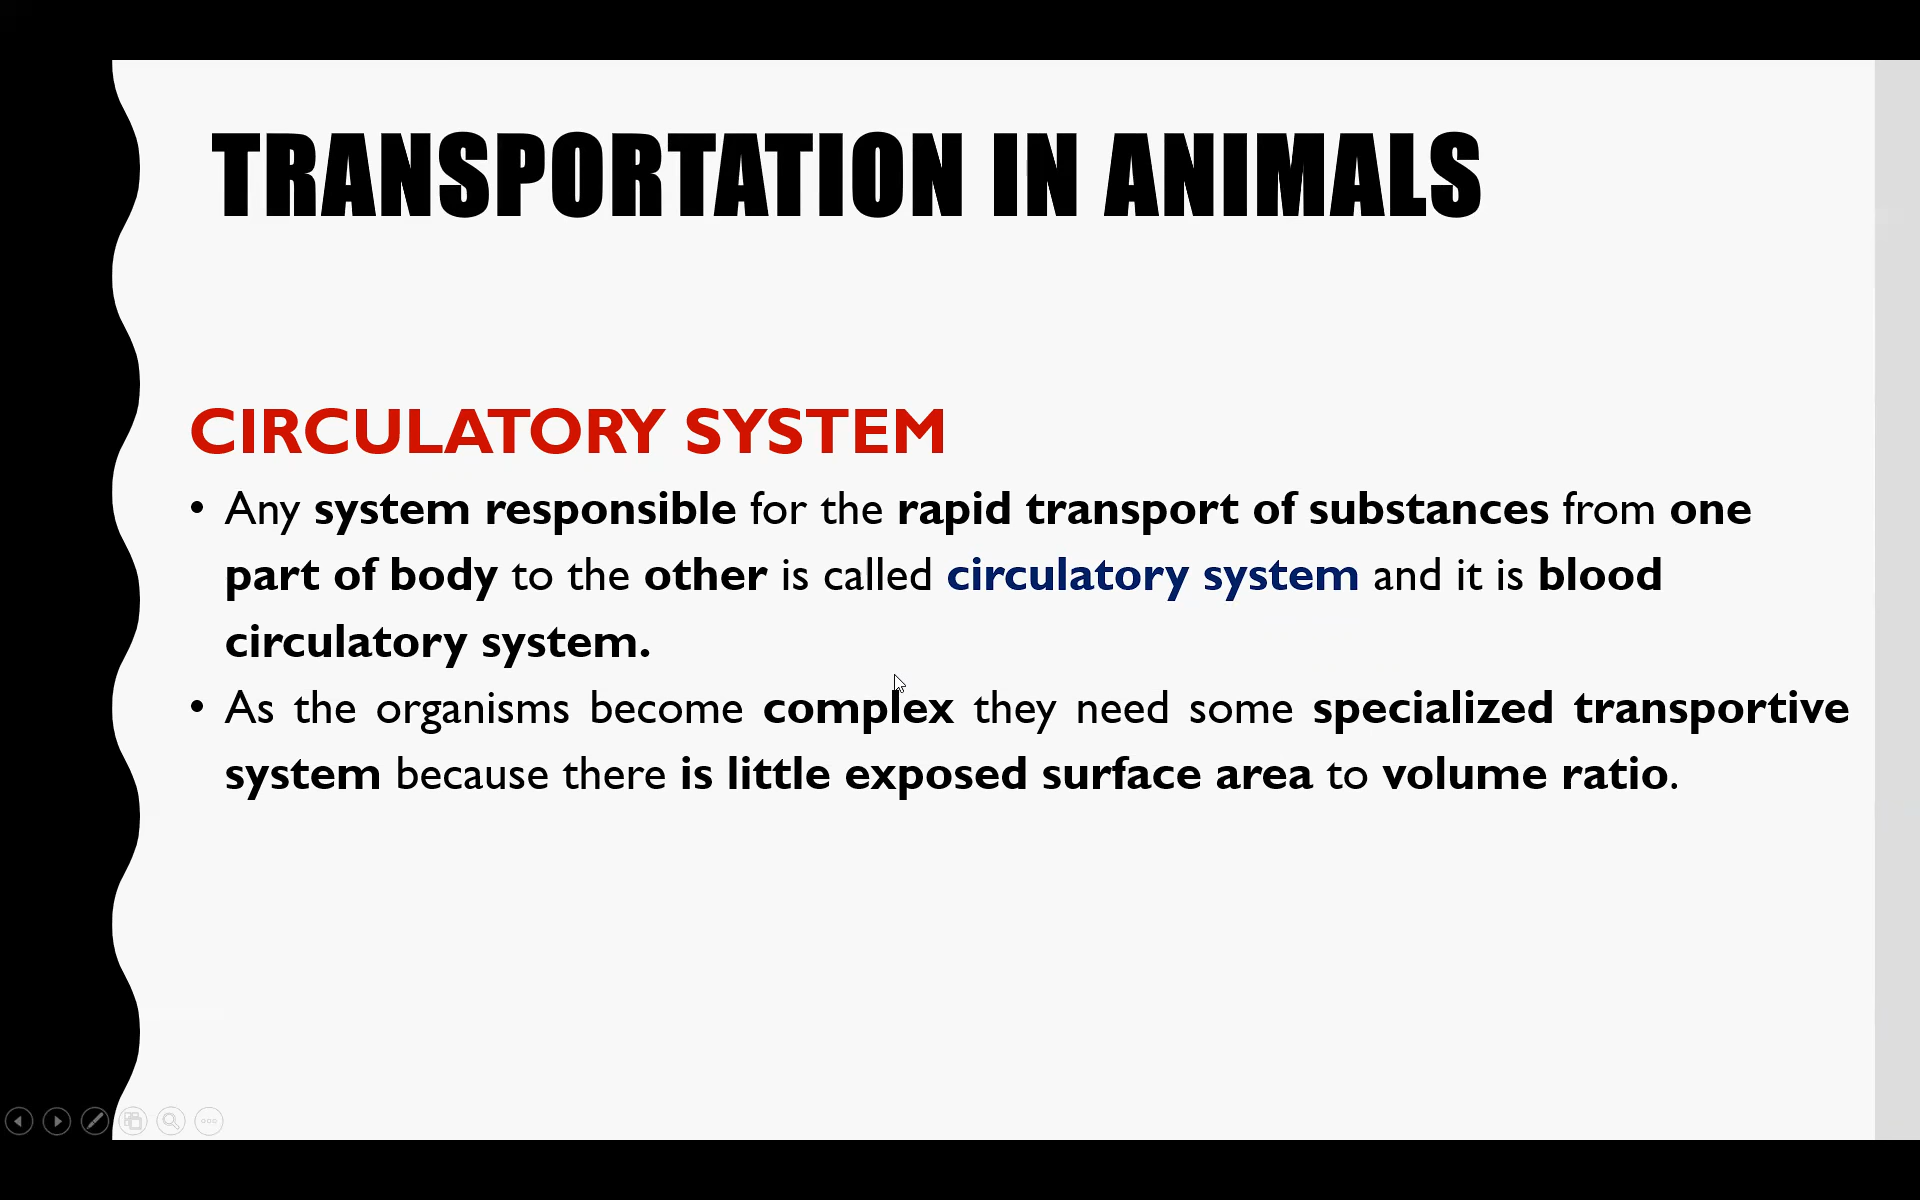 TRANSPORTATION IN ANIMALS
CIRCULATORY SYSTEM
• Any system responsible for the rapid transport of substances from one
part of body to the other is called circulatory system and it is blood
circulatory system.
• As the organisms become complex they need some specialized transportive
system because there is little exposed surface area to volume ratio.